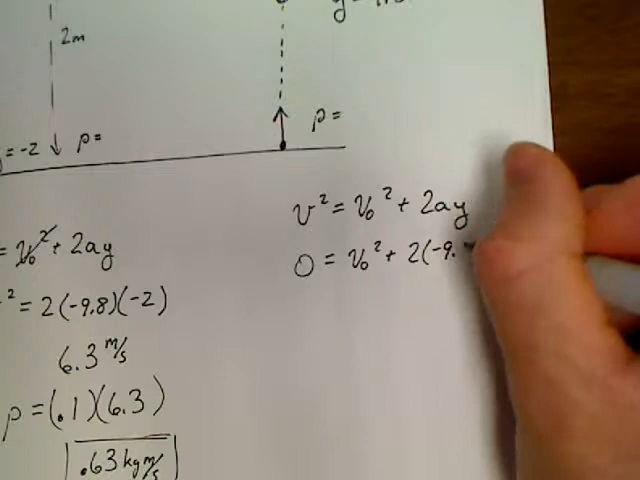 2m
= -2 p =
p =
= v₀² + 2ay
² = 2(-9.8)(-2)
6.3 m/s
p = (.1)(6.3)
.63 kg m/s
v² = v₀² + 2ay
0 = v₀² + 2(-9.